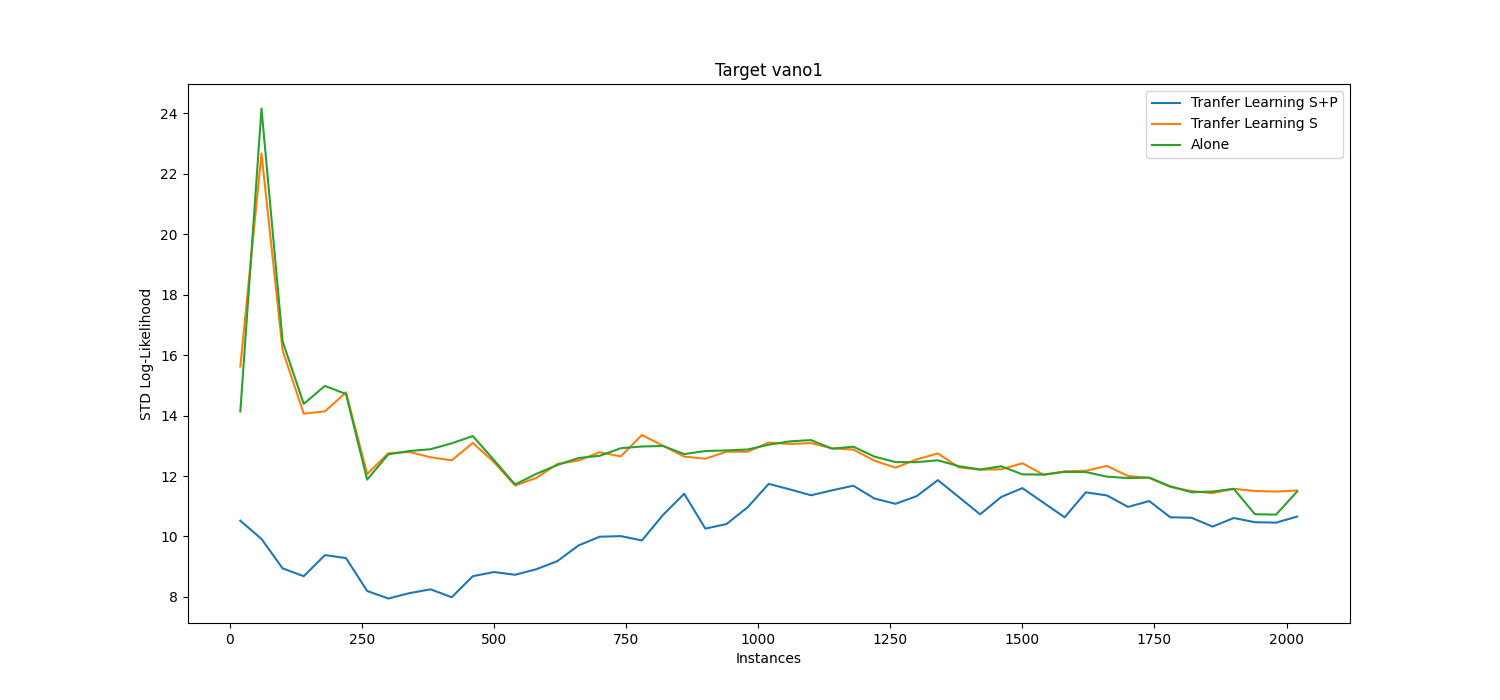 Target vano1
Tranfer Learning S+P
Tranfer Learning S
Alone
STD Log-Likelihood
24
22
20
18
16
14
12
10
8
0 250 500 750 1000 1250 1500 1750 2000
Instances